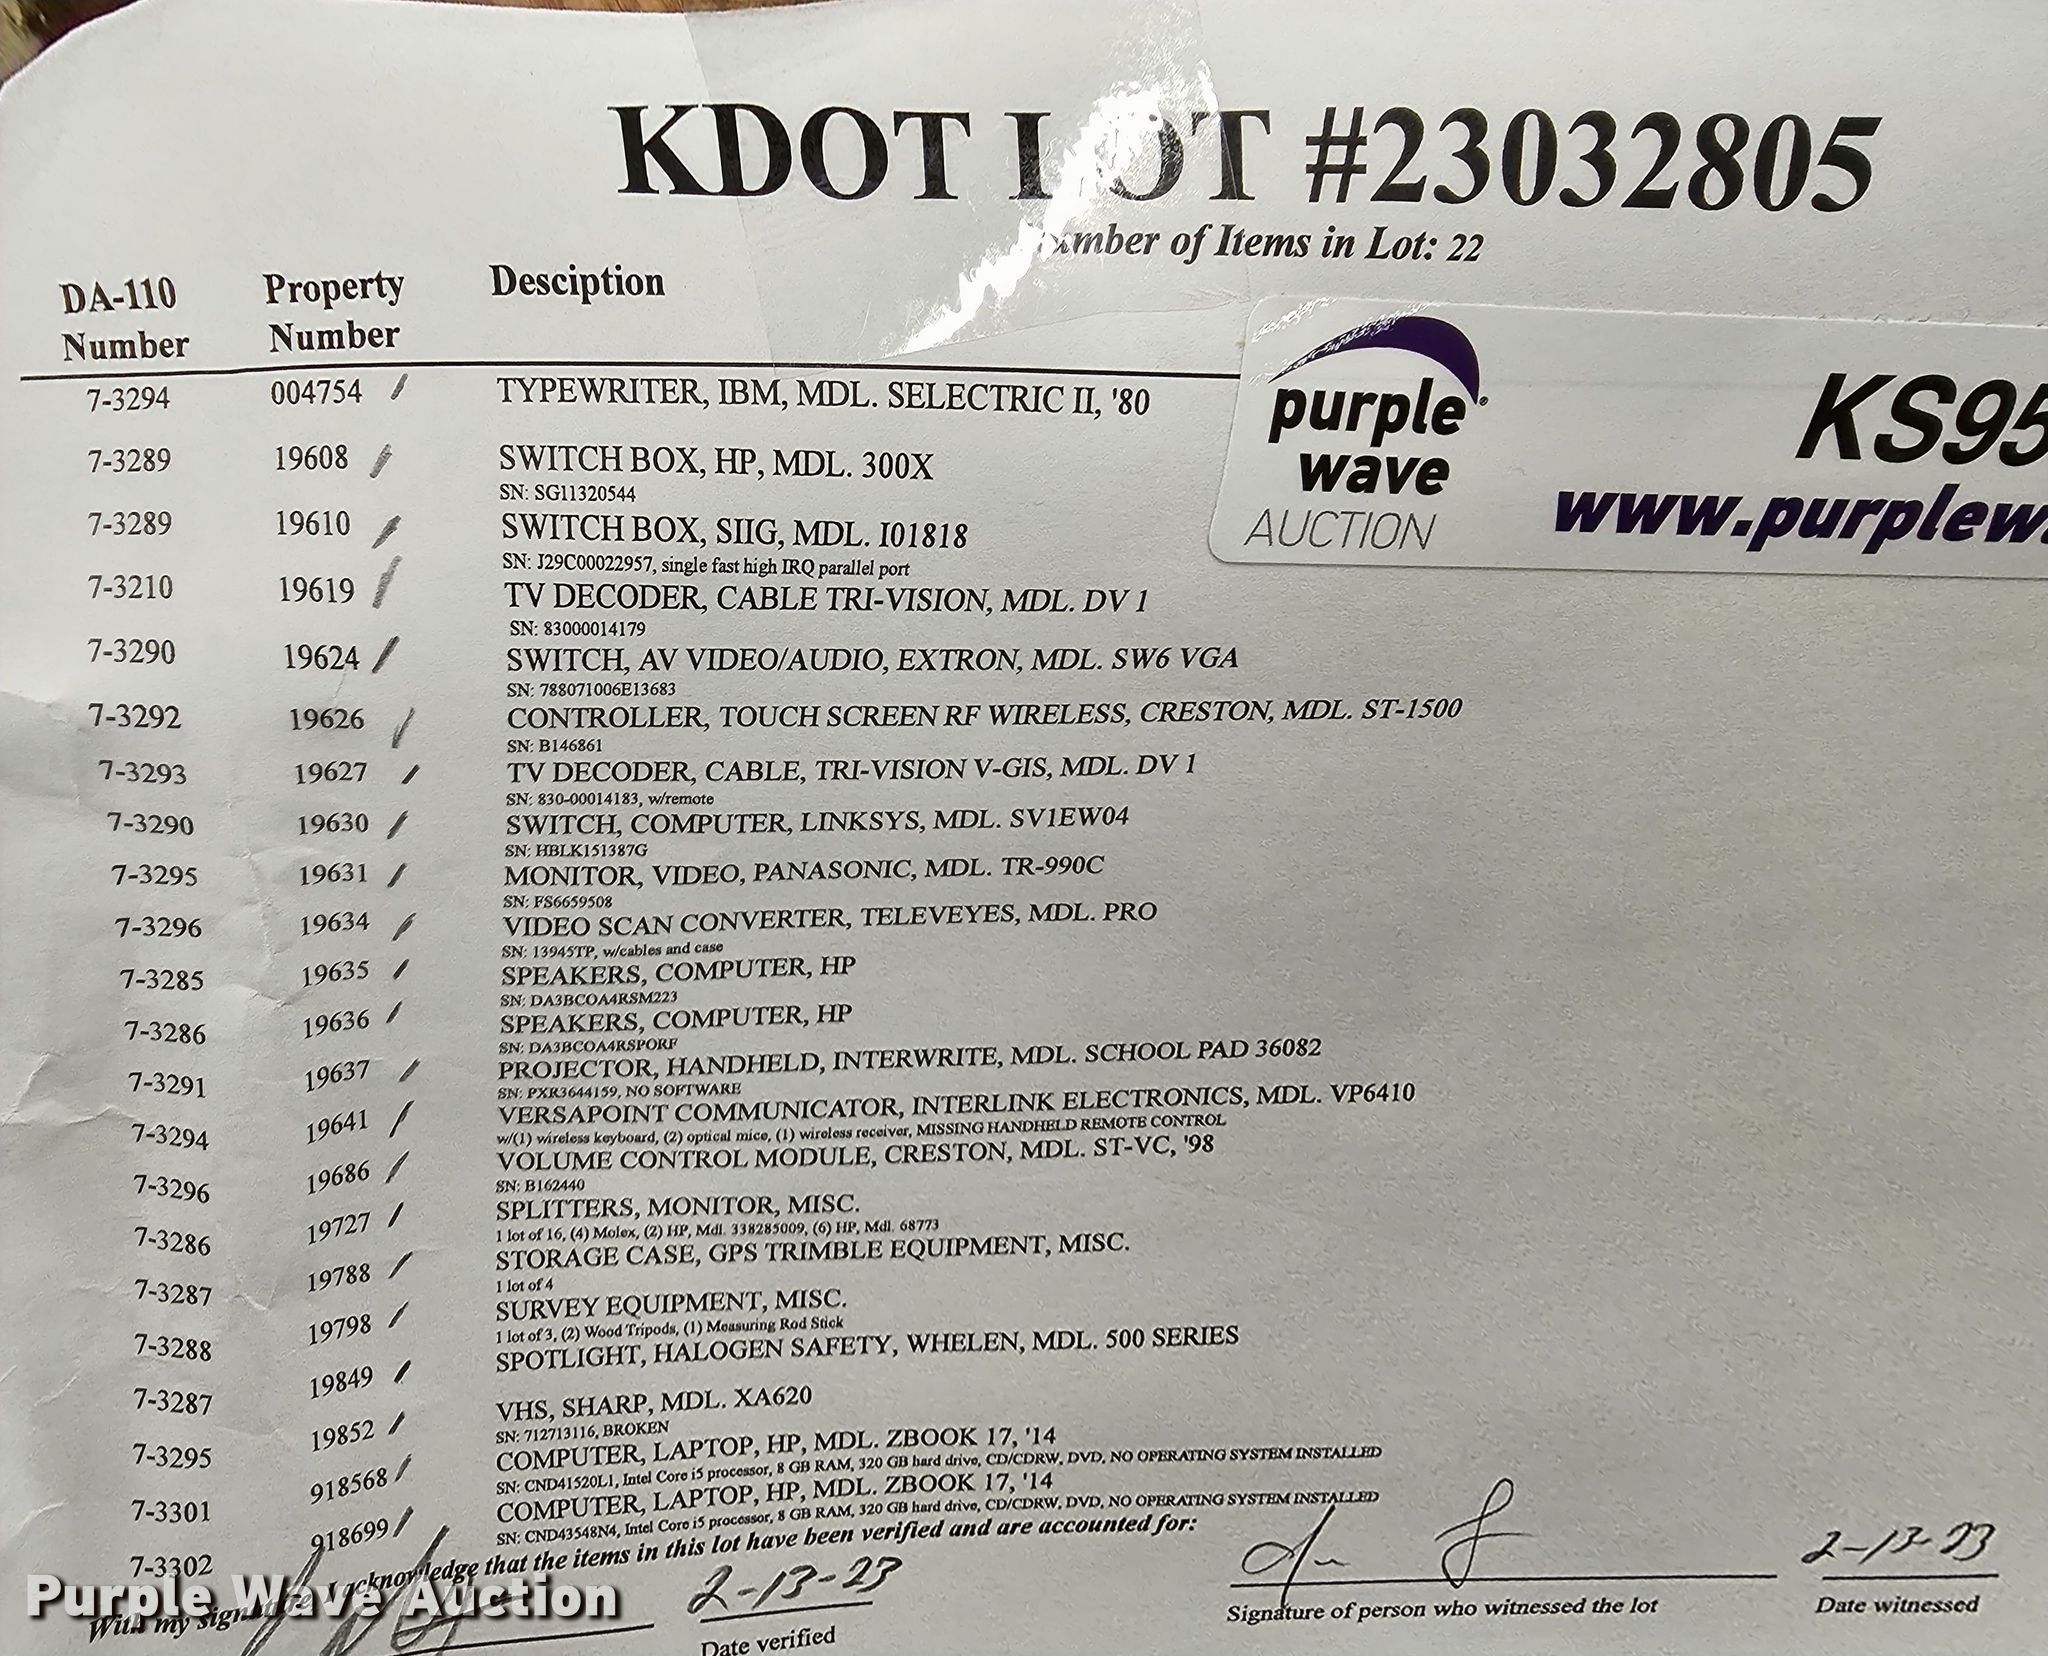 KDOT LOT #23032805
Number of Items in Lot: 22
DA-110 Number Property Number Desciption
purple wave AUCTION
KS95
www.purplew
7-3294 004754 TYPEWRITER, IBM, MDL. SELECTRIC II, '80
7-3289 19608 SWITCH BOX, HP, MDL. 300X
SN: SG11320544
7-3289 19610 SWITCH BOX, SIIG, MDL. I01818
SN: J29C00022957, single fast high IRQ parallel port
7-3210 19619 TV DECODER, CABLE TRI-VISION, MDL. DV 1
SN: 83000014179
7-3290 19624 SWITCH, AV VIDEO/AUDIO, EXTRON, MDL. SW6 VGA
SN: 788071006E13683
7-3292 19626 CONTROLLER, TOUCH SCREEN RF WIRELESS, CRESTON, MDL. ST-1500
SN: B146861
7-3293 19627 TV DECODER, CABLE, TRI-VISION V-GIS, MDL. DV 1
SN: 830-00014183, w/remote
7-3290 19630 SWITCH, COMPUTER, LINKSYS, MDL. SV1EW04
SN: HBLK151387G
7-3295 19631 MONITOR, VIDEO, PANASONIC, MDL. TR-990C
SN: FS6659508
7-3296 19634 VIDEO SCAN CONVERTER, TELEVEYES, MDL. PRO
SN: 13945TP, w/cables and case
7-3285 19635 SPEAKERS, COMPUTER, HP
SN: DA3BCOA4RSM223
7-3286 19636 SPEAKERS, COMPUTER, HP
SN: DA3BCOA4RSPORF
7-3291 19637 PROJECTOR, HANDHELD, INTERWRITE, MDL. SCHOOL PAD 36082
SN: PXR3644159, NO SOFTWARE
7-3294 19641 VERSAPOINT COMMUNICATOR, INTERLINK ELECTRONICS, MDL. VP6410
w/(1) wireless keyboard, (2) optical mice, (1) wireless receiver, MISSING HANDHELD REMOTE CONTROL
7-3296 19686 VOLUME CONTROL MODULE, CRESTON, MDL. ST-VC, '98
SN: B162440
7-3286 19727 SPLITTERS, MONITOR, MISC.
1 lot of 16, (4) Molex, (2) HP, Mdl. 338285009, (6) HP, Mdl. 68773
7-3287 19788 STORAGE CASE, GPS TRIMBLE EQUIPMENT, MISC.
1 lot of 4
7-3288 19798 SURVEY EQUIPMENT, MISC.
1 lot of 3, (2) Wood Tripods, (1) Measuring Rod Stick
7-3287 19849 SPOTLIGHT, HALOGEN SAFETY, WHELEN, MDL. 500 SERIES
7-3295 19852 VHS, SHARP, MDL. XA620
SN: 712713116, BROKEN
7-3301 918568 COMPUTER, LAPTOP, HP, MDL. ZBOOK 17, '14
SN: CND41520L1, Intel Core i5 processor, 8 GB RAM, 320 GB hard drive, CD/CDRW, DVD, NO OPERATING SYSTEM INSTALLED
7-3302 918699 COMPUTER, LAPTOP, HP, MDL. ZBOOK 17, '14
SN: CND43548N4, Intel Core i5 processor, 8 GB RAM, 320 GB hard drive, CD/CDRW, DVD, NO OPERATING SYSTEM INSTALLED
With my signature I acknowledge that the items in this lot have been verified and are accounted for:
2-13-23
2-13-23
Date verified
Signature of person who witnessed the lot
Date witnessed
Purple Wave Auction